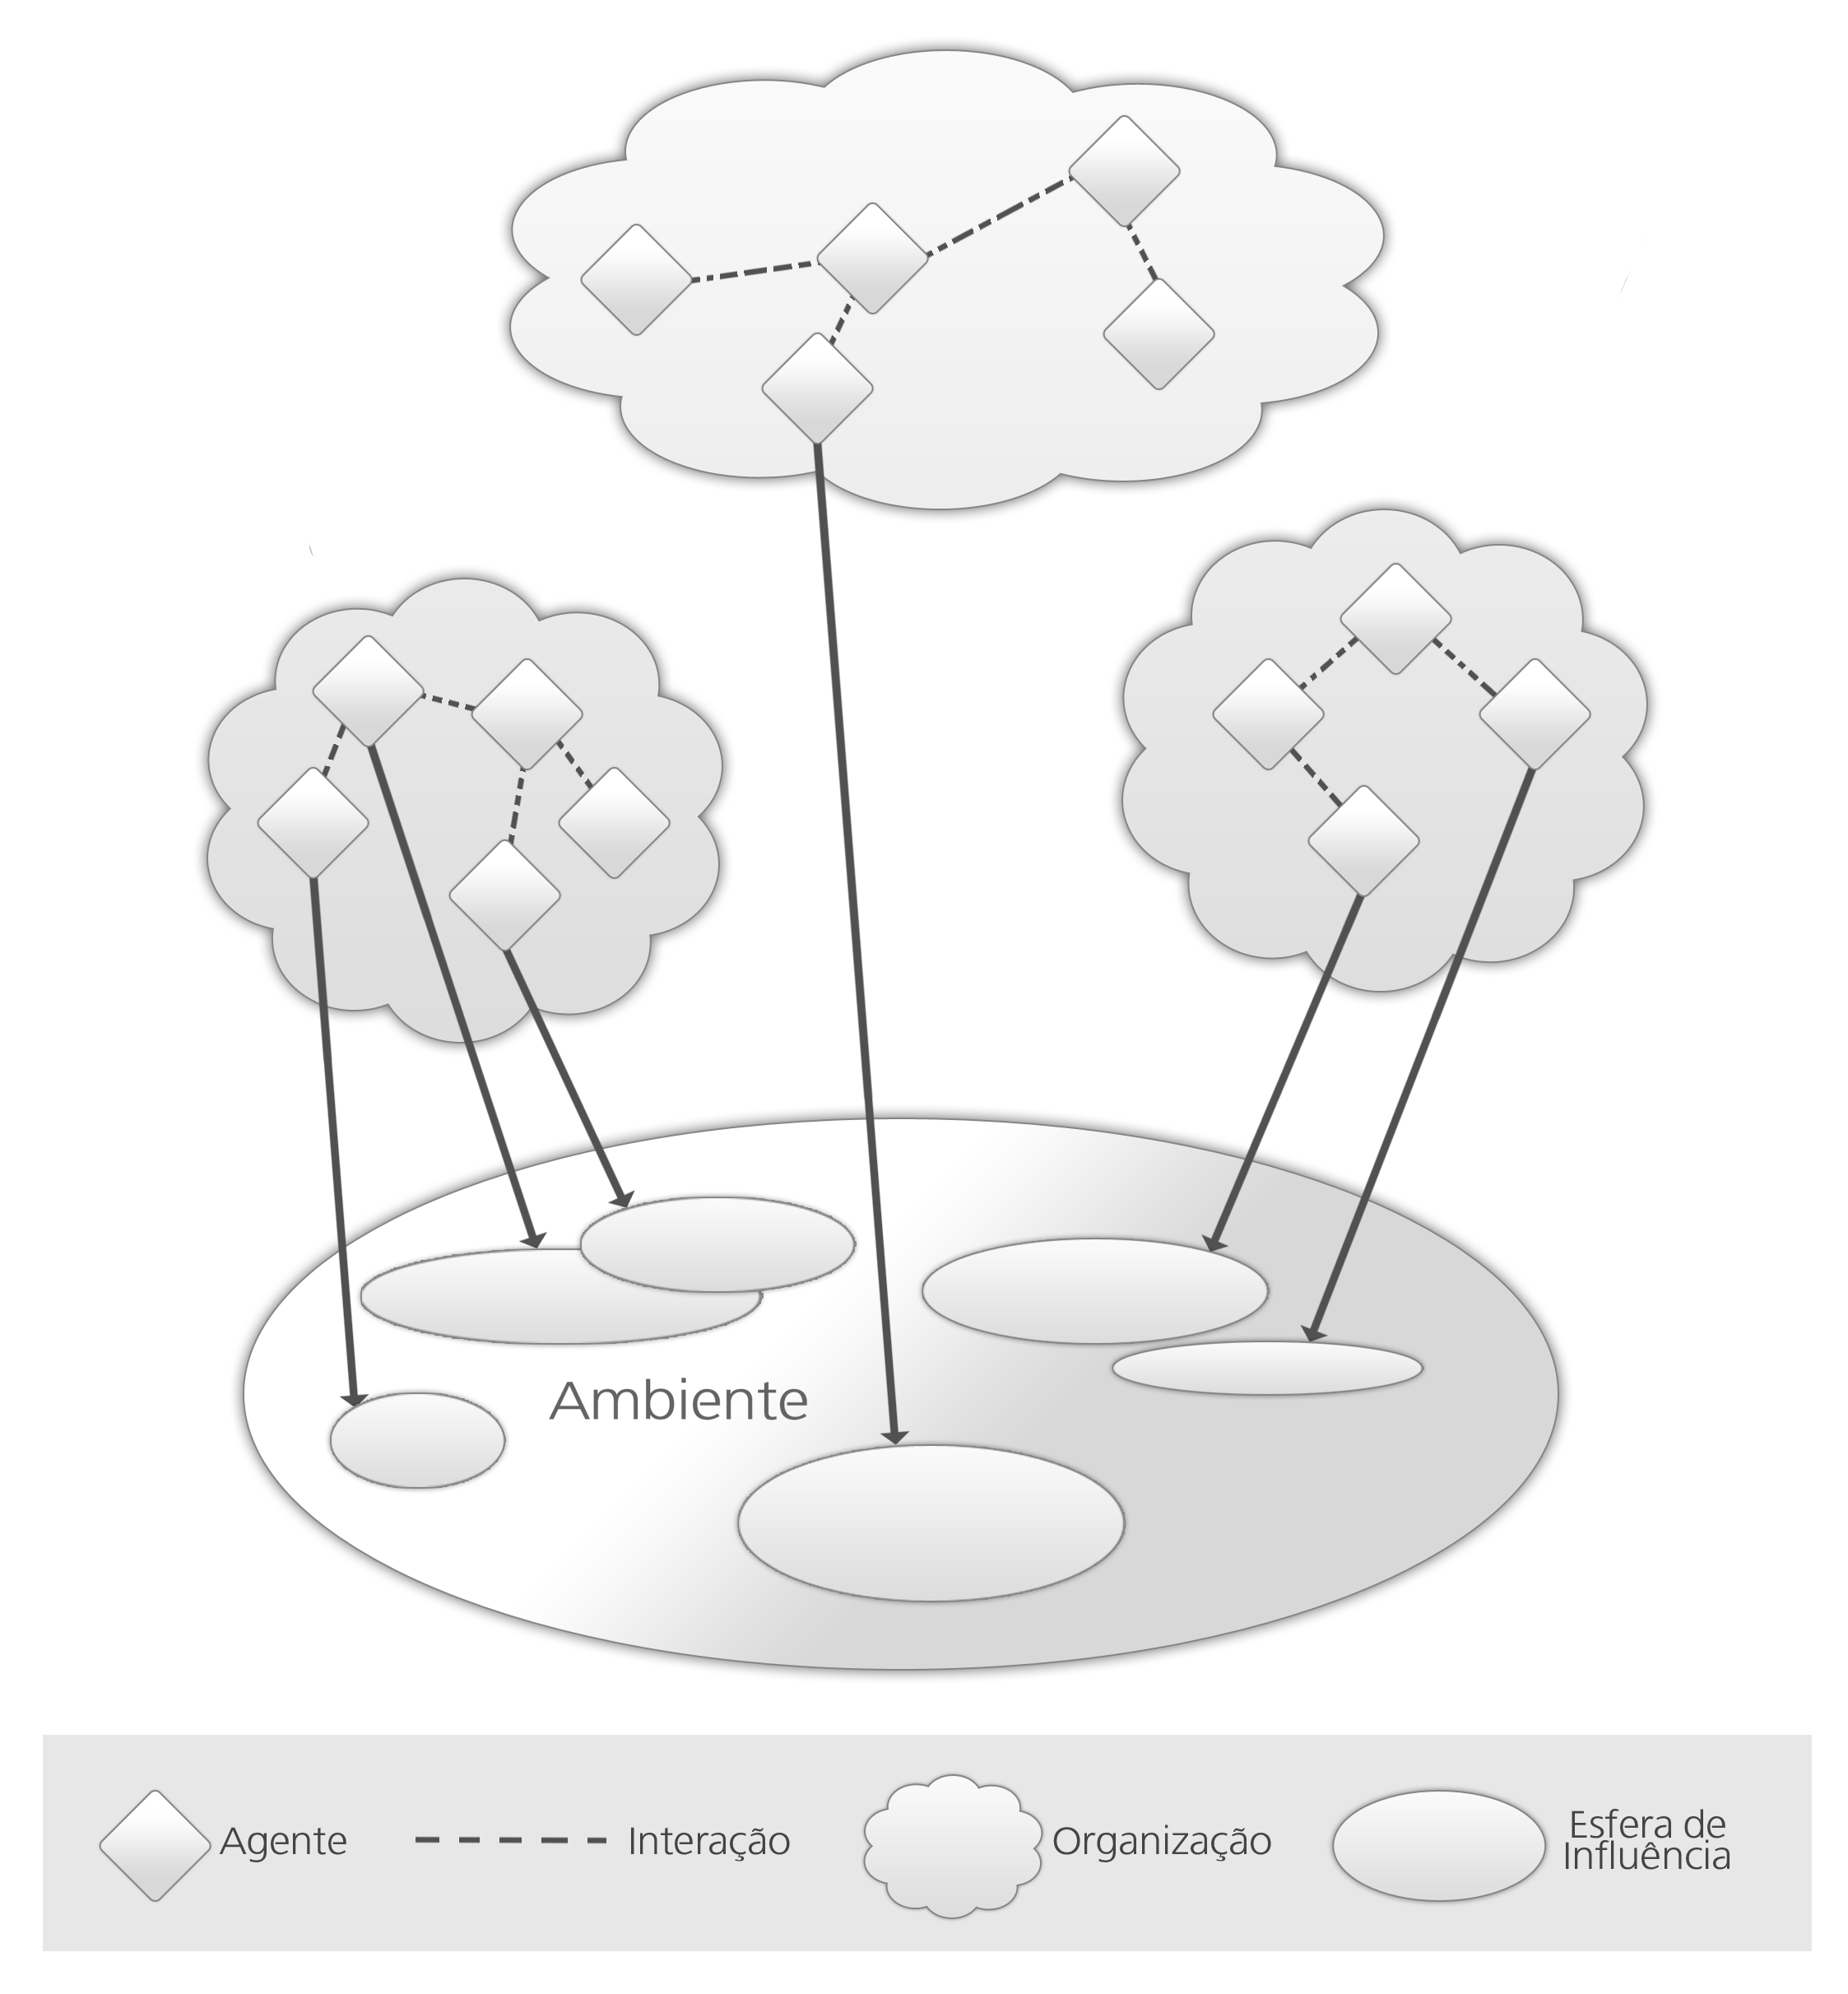 Ambiente
Agente
Interação
Organização
Esfera de
Influência